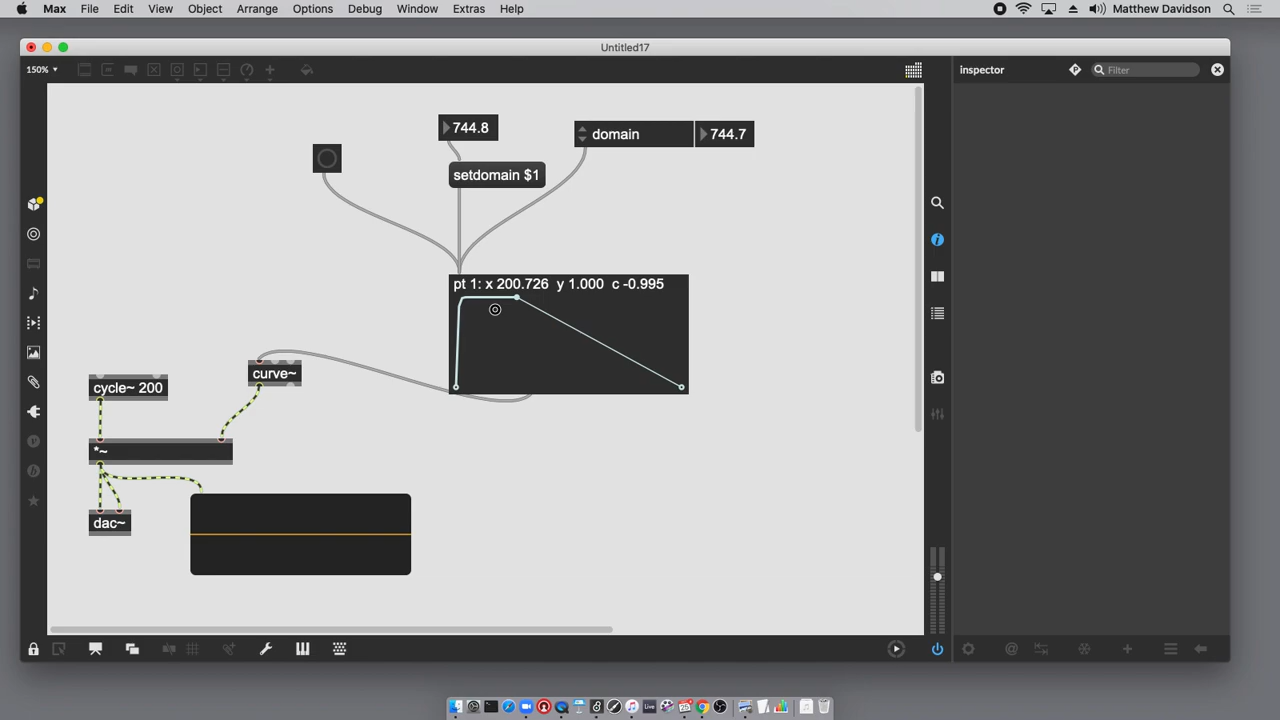 Max File Edit View Object Arrange Options Debug Window Extras Help Matthew Davidson
Untitled17
150%
inspector
Filter
744.8
domain
744.7
setdomain $1
pt 1: x 200.726 y 1.000 c -0.995
curve~
cycle~ 200
*~
dac~
Live